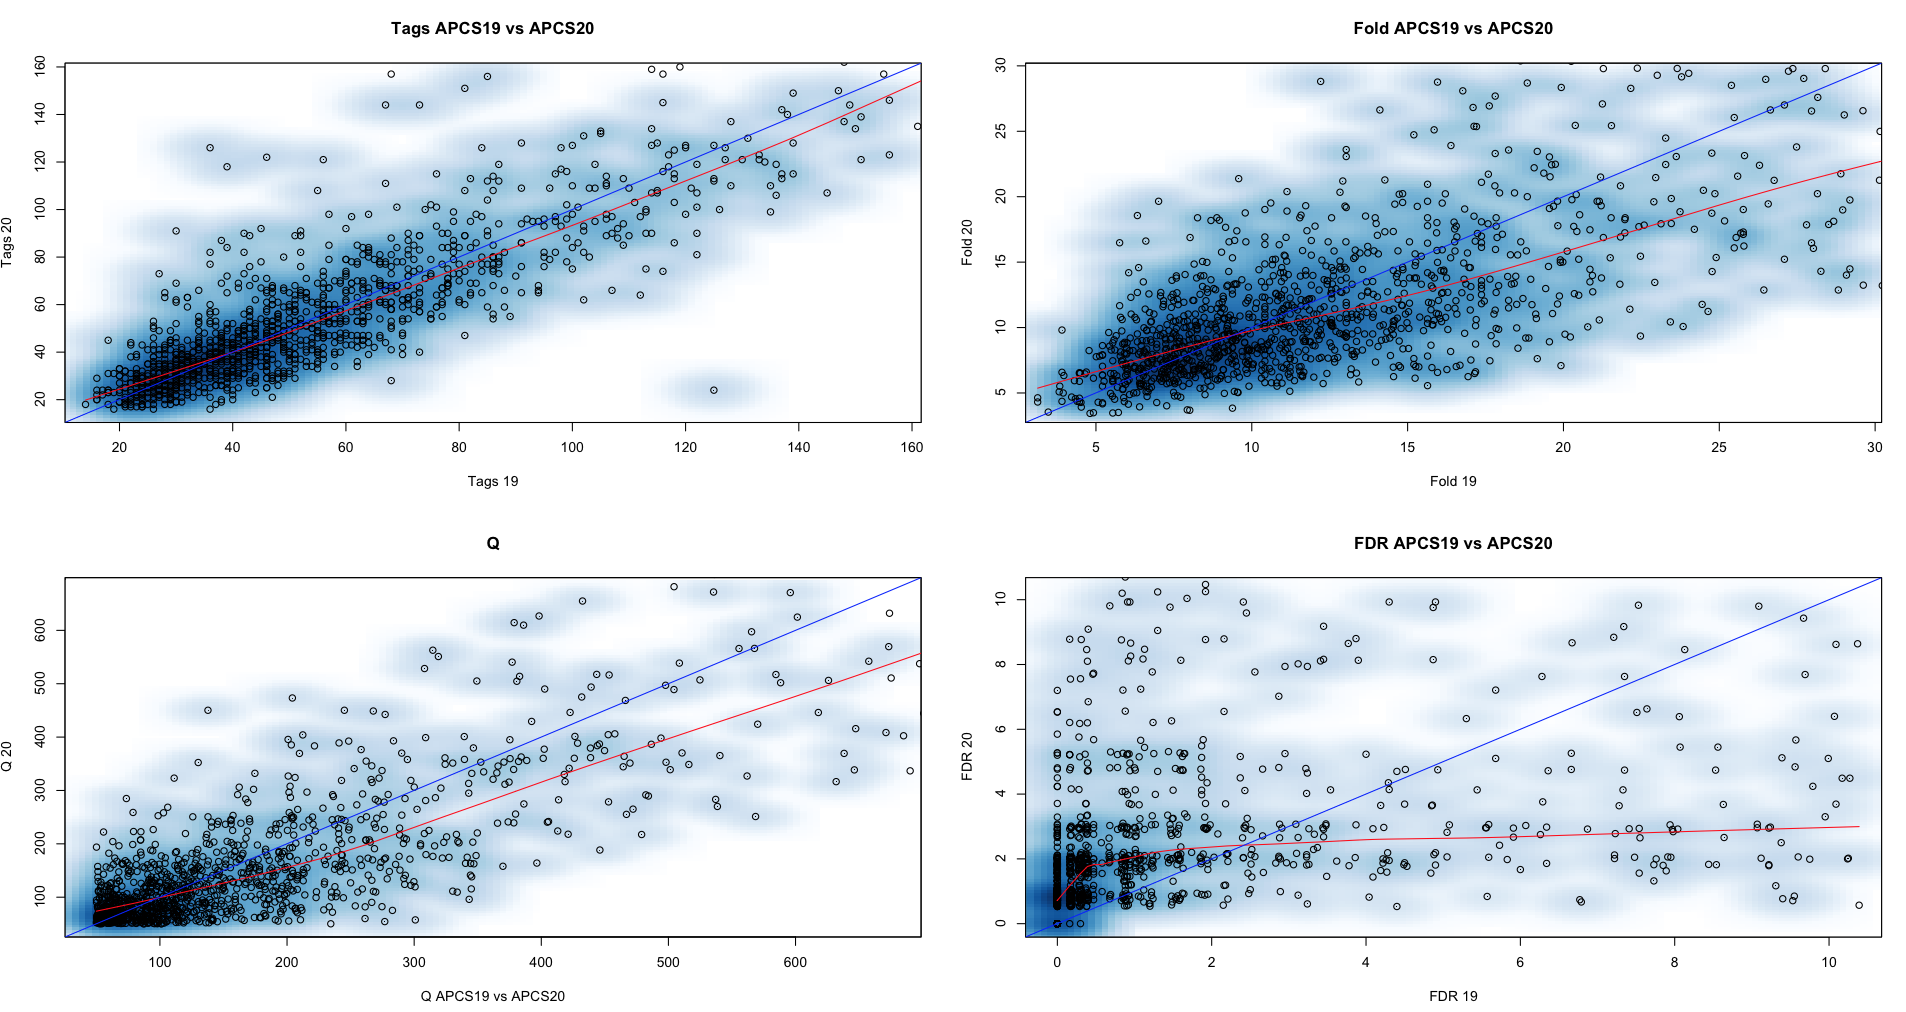 Tags APCS19 vs APCS20
Tags 20
20 40 60 80 100 120 140 160
20 40 60 80 100 120 140 160
Tags 19
Fold APCS19 vs APCS20
Fold 20
5 10 15 20 25 30
5 10 15 20 25 30
Fold 19
Q
Q 20
100 200 300 400 500 600
100 200 300 400 500 600
Q APCS19 vs APCS20
FDR APCS19 vs APCS20
FDR 20
0 2 4 6 8 10
0 2 4 6 8 10
FDR 19